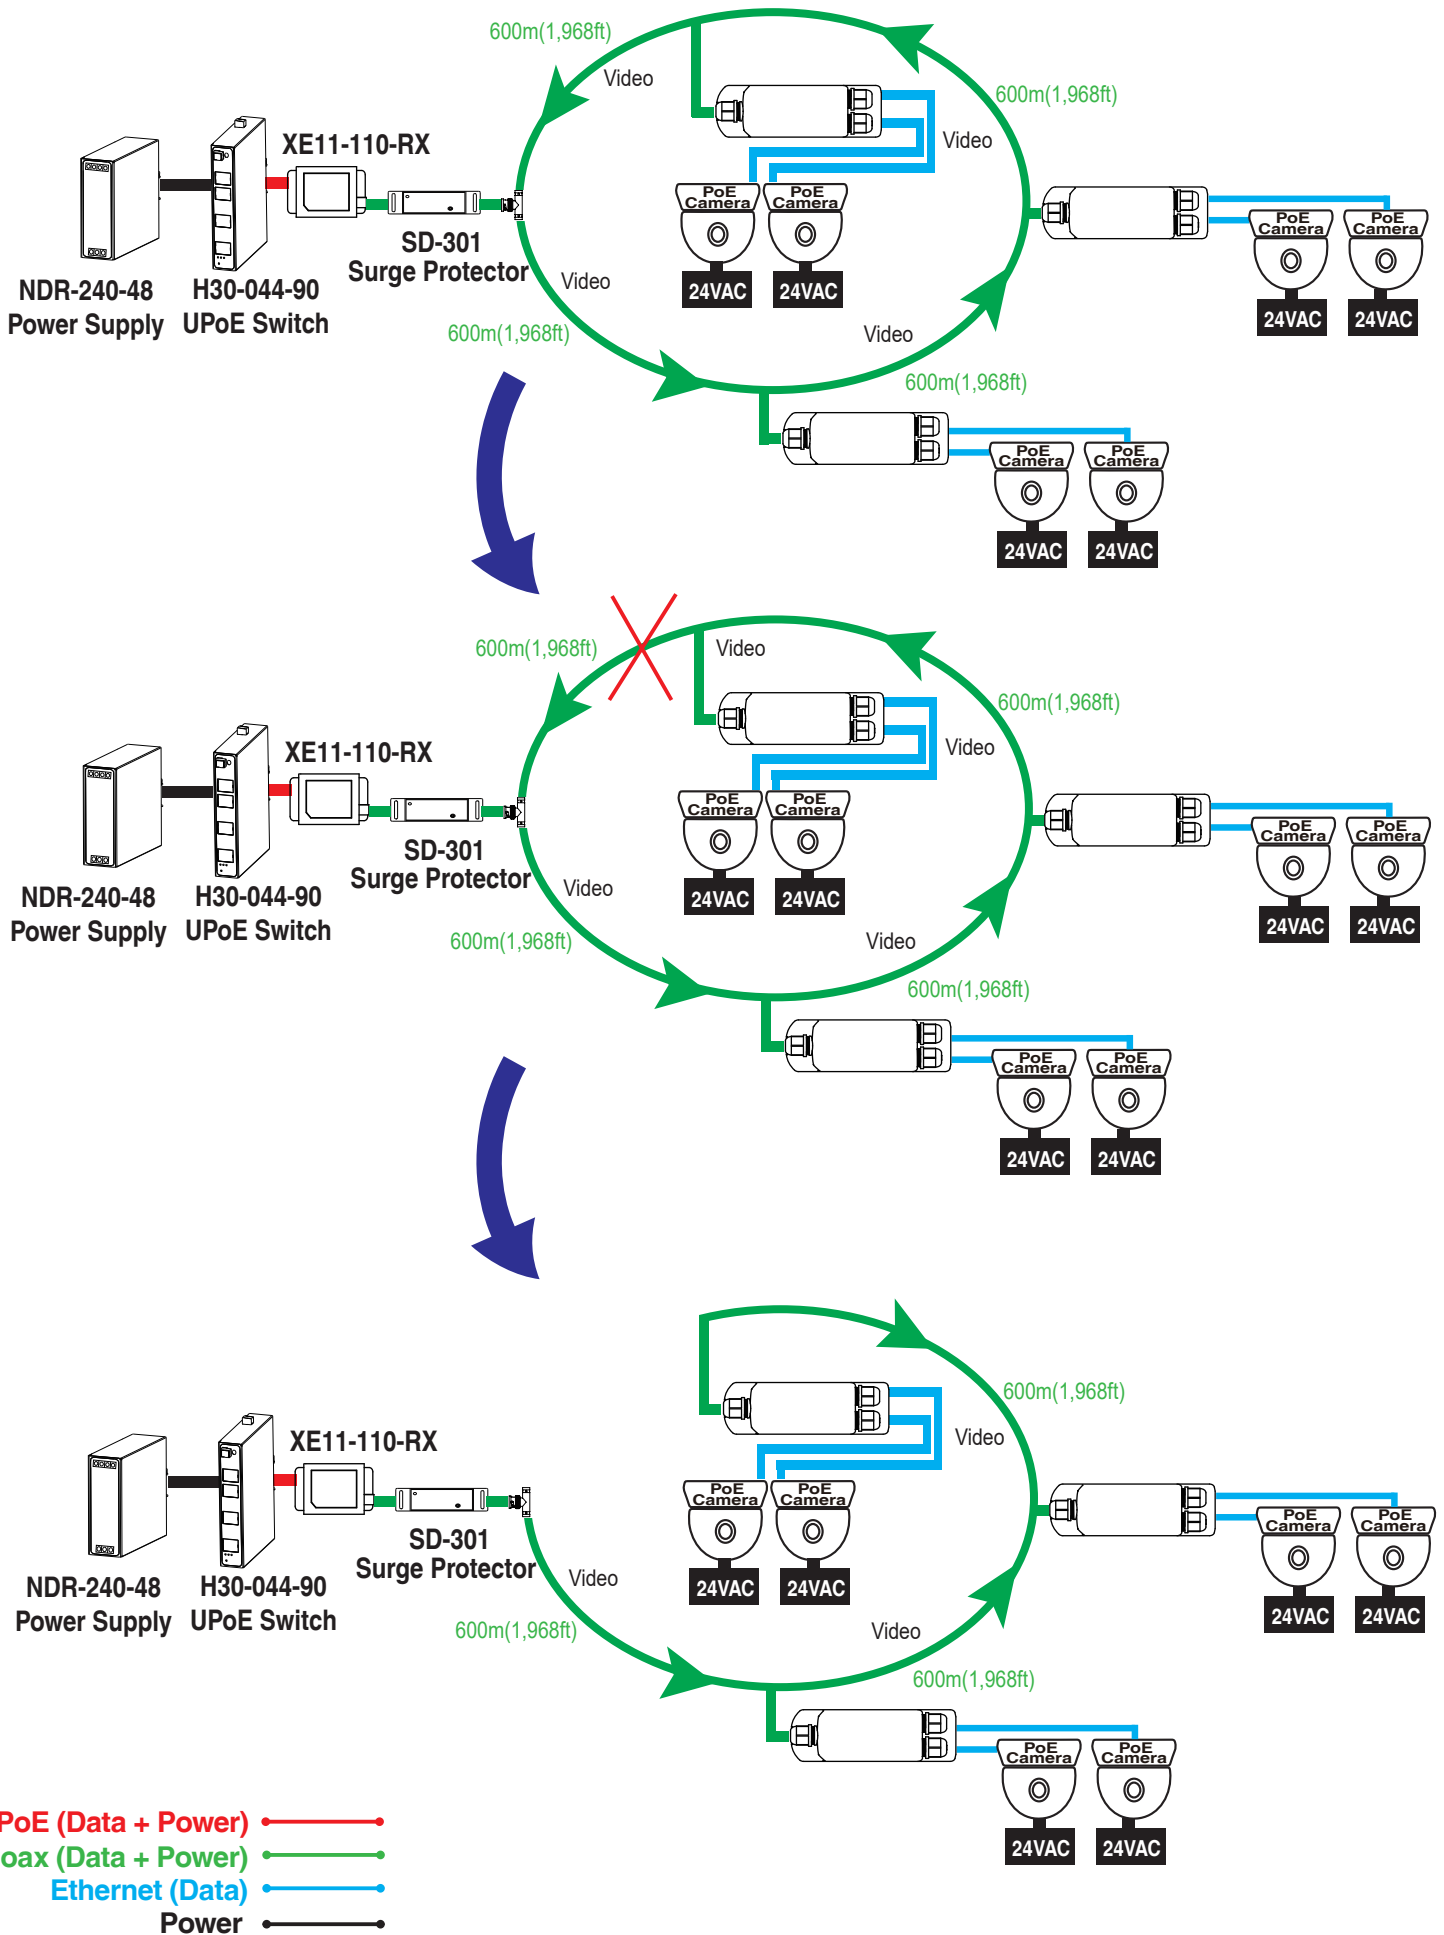 600m(1,968ft)
Video
600m(1,968ft)
XE11-110-RX
Video
PoE
Camera
PoE
Camera
PoE
Camera
PoE
Camera
SD-301
Surge Protector
Video
24VAC
24VAC
NDR-240-48
Power Supply
H30-044-90
UPoE Switch
24VAC
24VAC
600m(1,968ft)
Video
600m(1,968ft)
PoE
Camera
PoE
Camera
24VAC
24VAC
600m(1,968ft)
Video
600m(1,968ft)
XE11-110-RX
Video
PoE
Camera
PoE
Camera
PoE
Camera
PoE
Camera
SD-301
Surge Protector
Video
24VAC
24VAC
NDR-240-48
Power Supply
H30-044-90
UPoE Switch
24VAC
24VAC
600m(1,968ft)
Video
600m(1,968ft)
PoE
Camera
PoE
Camera
24VAC
24VAC
600m(1,968ft)
XE11-110-RX
Video
PoE
Camera
PoE
Camera
PoE
Camera
PoE
Camera
SD-301
Surge Protector
Video
24VAC
24VAC
NDR-240-48
Power Supply
H30-044-90
UPoE Switch
24VAC
24VAC
600m(1,968ft)
Video
600m(1,968ft)
PoE
Camera
PoE
Camera
24VAC
24VAC
PoE (Data + Power)
oax (Data + Power)
Ethernet (Data)
Power